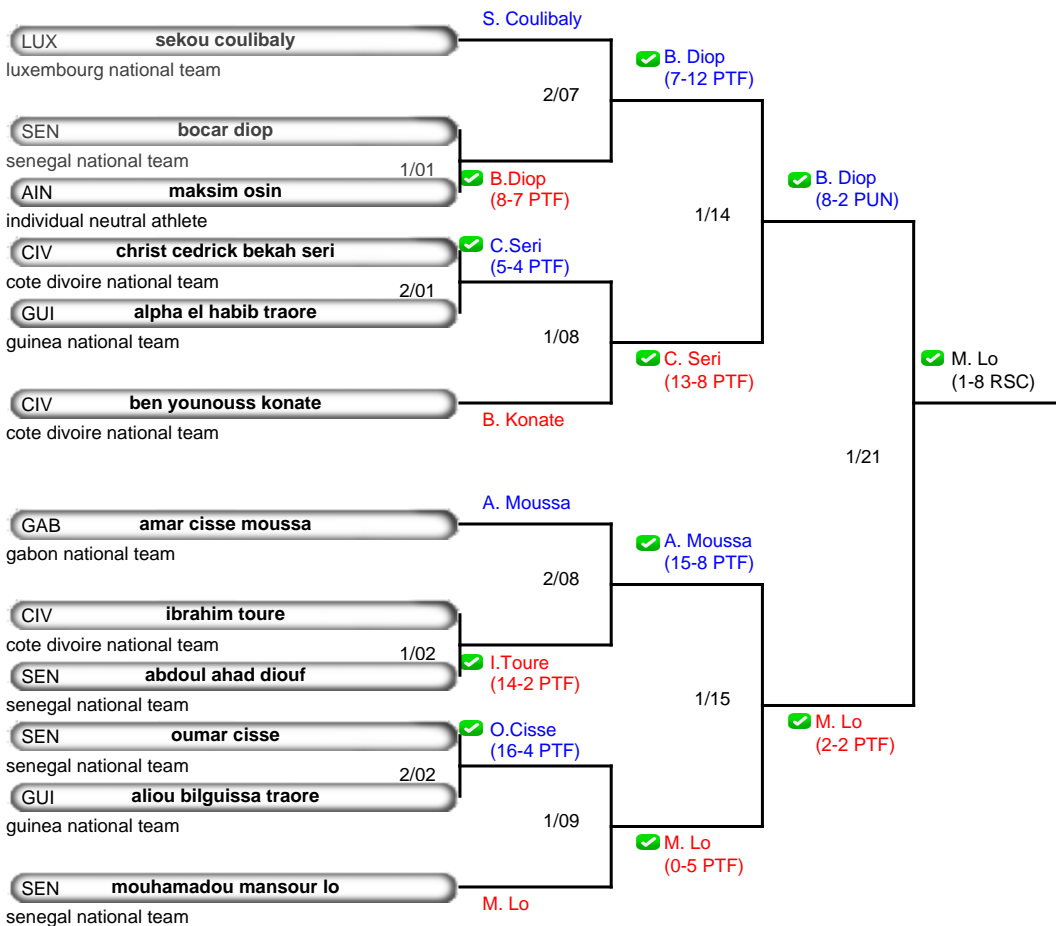 S. Coulibaly
LUX sekou coulibaly
luxembourg national team
B. Diop
(7-12 PTF)
2/07
SEN bocar diop
senegal national team
1/01
AIN maksim osin
individual neutral athlete
B.Diop
(8-7 PTF)
B. Diop
(8-2 PUN)
1/14
CIV christ cedrick bekah seri
cote divoire national team
C.Seri
(5-4 PTF)
2/01
GUI alpha el habib traore
guinea national team
1/08
C. Seri
(13-8 PTF)
M. Lo
(1-8 RSC)
CIV ben younouss konate
cote divoire national team
B. Konate
1/21
A. Moussa
GAB amar cisse moussa
gabon national team
A. Moussa
(15-8 PTF)
2/08
CIV ibrahim toure
cote divoire national team
1/02
SEN abdoul ahad diouf
senegal national team
I.Toure
(14-2 PTF)
1/15
M. Lo
(2-2 PTF)
SEN oumar cisse
senegal national team
O.Cisse
(16-4 PTF)
2/02
GUI aliou bilguissa traore
guinea national team
1/09
M. Lo
(0-5 PTF)
SEN mouhamadou mansour lo
senegal national team
M. Lo